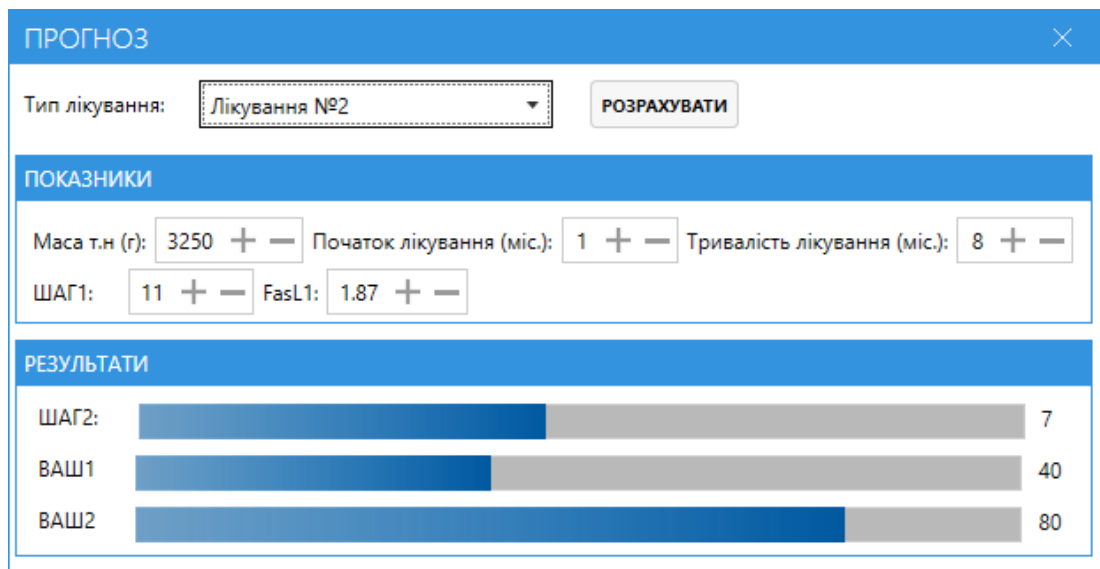 ПРОГНОЗ
Тип лікування: Лікування №2 РОЗРАХУВАТИ
ПОКАЗНИКИ
Маса т.н (г): 3250 Початок лікування (міс.): 1 Тривалість лікування (міс.): 8
ШАГ1: 11 FasL1: 1.87
РЕЗУЛЬТАТИ
ШАГ2: 7
ВАШ1 40
ВАШ2 80